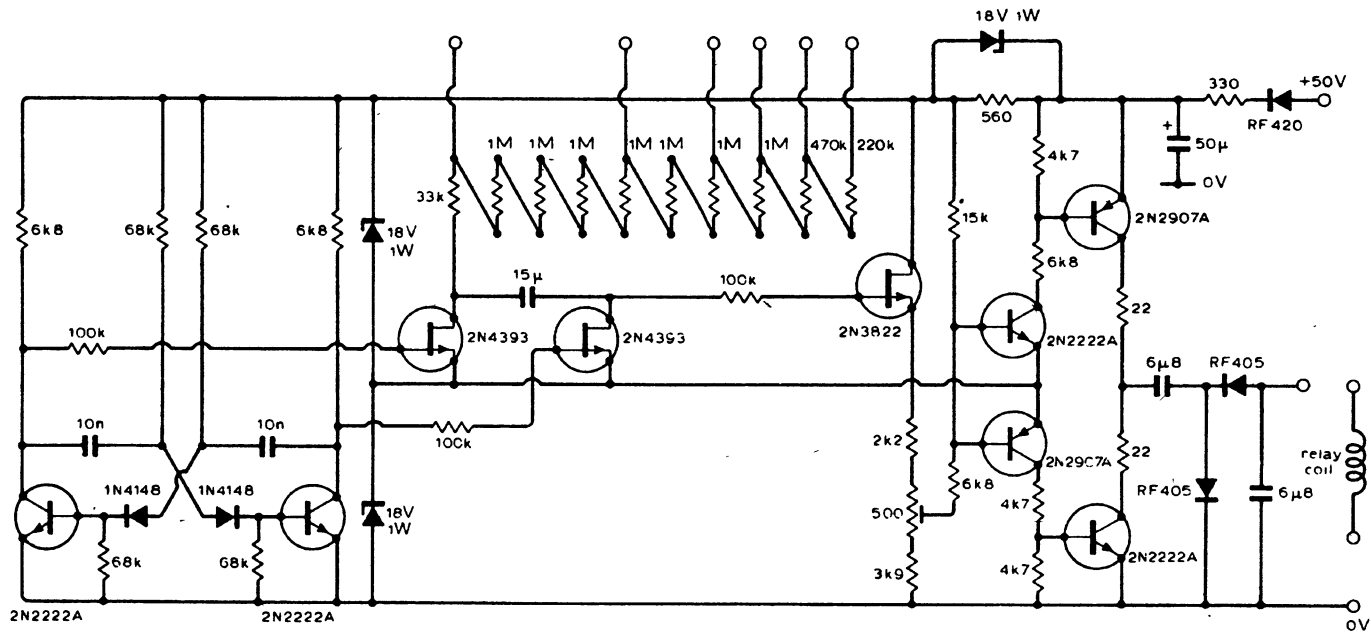 18V 1W
330
+50V
560
RF420
+
50μ
0V
1M
1M
1M
1M
1M
1M
1M
470k
220k
4k7
33k
6k8
68k
68k
6k8
18V
1W
15k
2N2907A
6k8
15μ
100k
22
100k
2N4393
2N4393
2N3822
2N2222A
6μ8
RF405
10n
10n
100k
2k2
2N2907A
22
relay
coil
1N4148
1N4148
18V
1W
6k8
RF405
6μ8
500
4k7
68k
68k
3k9
4k7
2N2222A
2N2222A
2N2222A
0V